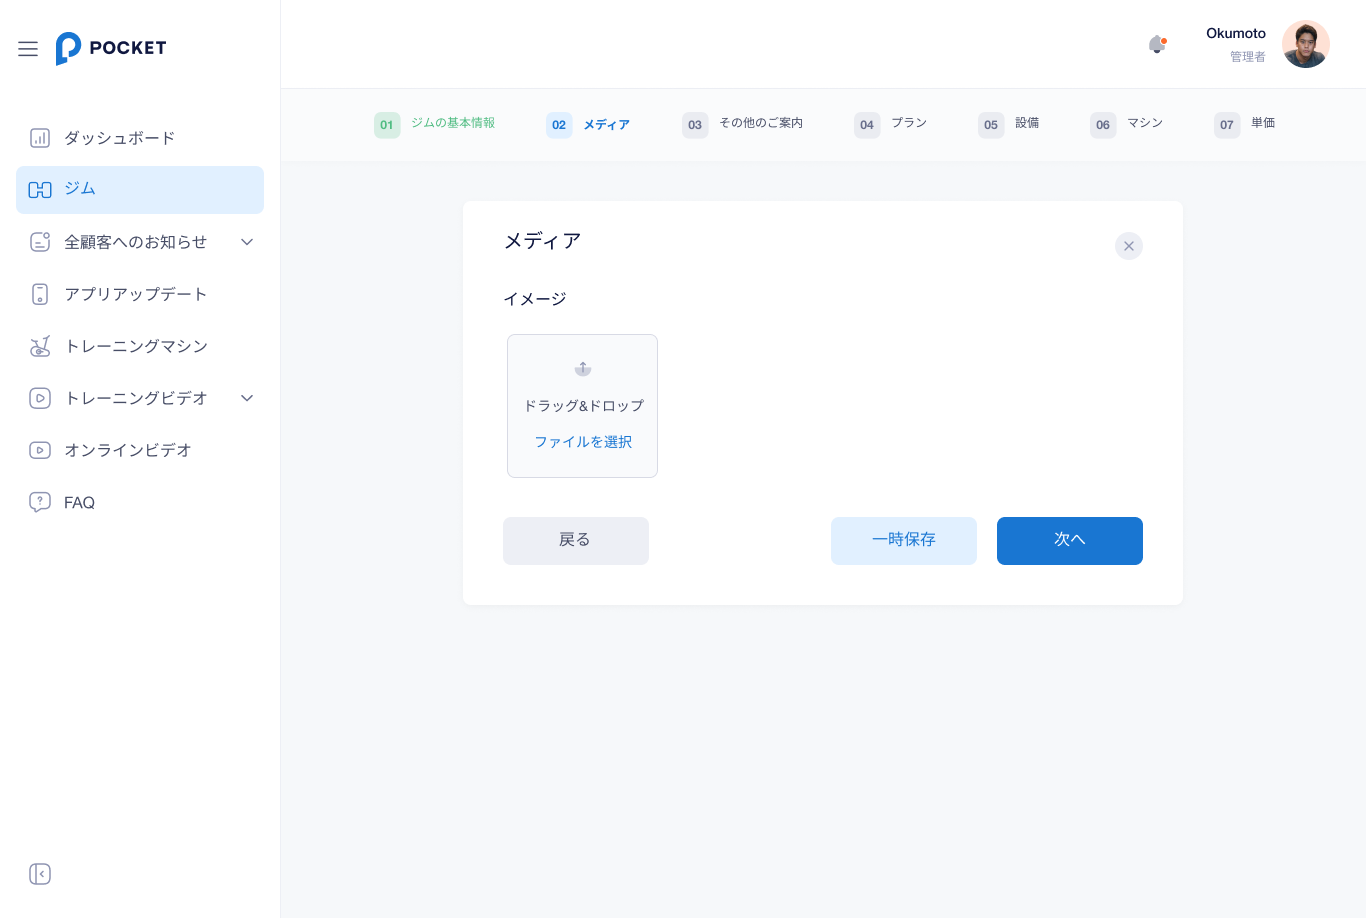 POCKET
Okumoto
管理者
ダッシュボード
ジム
全顧客へのお知らせ
アプリアップデート
トレーニングマシン
トレーニングビデオ
オンラインビデオ
FAQ
01 ジムの基本情報
02 メディア
03 その他のご案内
04 プラン
05 設備
06 マシン
07 単価
メディア
イメージ
ドラッグ&ドロップ
ファイルを選択
戻る
一時保存
次へ